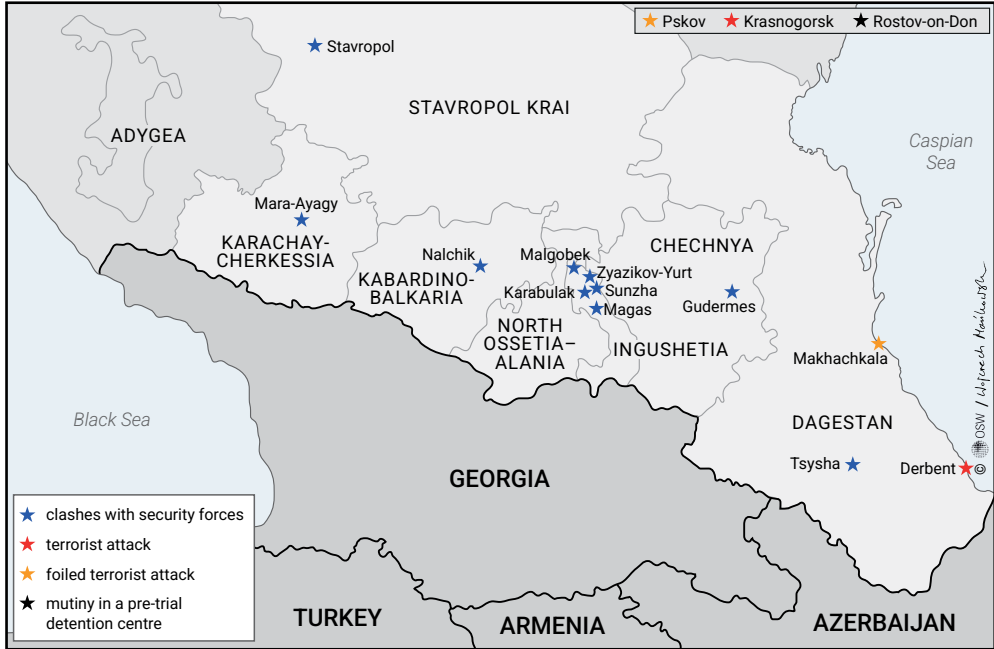 Pskov
Krasnogorsk
Rostov-on-Don
Stavropol
STAVROPOL KRAI
ADYGEA
Caspian
Sea
Mara-Ayagy
KARACHAY-
CHERKESSIA
Nalchik
KABARDINO-
BALKARIA
Malgobek
Zyazikov-Yurt
Karabulak
Sunzha
Magas
CHECHNYA
Gudermes
NORTH
OSSETIA–
ALANIA
INGUSHETIA
Makhachkala
DAGESTAN
Tsysha
Derbent
Black Sea
GEORGIA
TURKEY
ARMENIA
AZERBAIJAN
clashes with security forces
terrorist attack
foiled terrorist attack
mutiny in a pre-trial
detention centre
© OSW / Wojciech Mańkowski